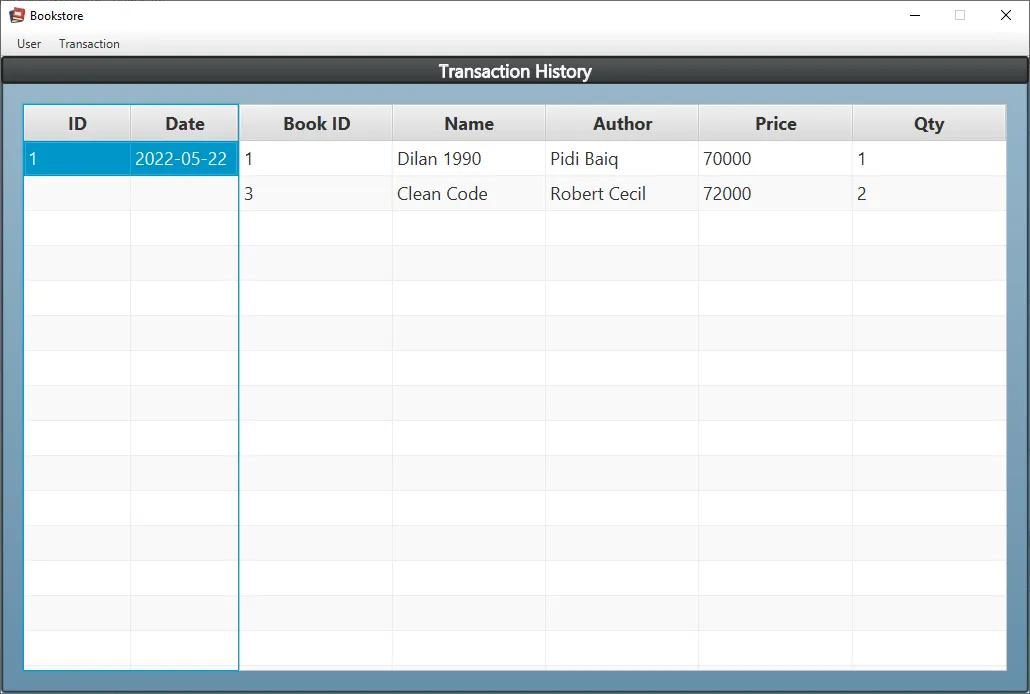 Bookstore
User Transaction
Transaction History
ID Date Book ID Name Author Price Qty
1 2022-05-22 1 Dilan 1990 Pidi Baiq 70000 1
3 Clean Code Robert Cecil 72000 2